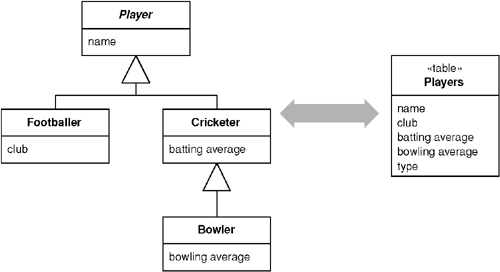 Player
name
Footballer
club
Cricketer
batting average
Bowler
bowling average
«table»
Players
name
club
batting average
bowling average
type